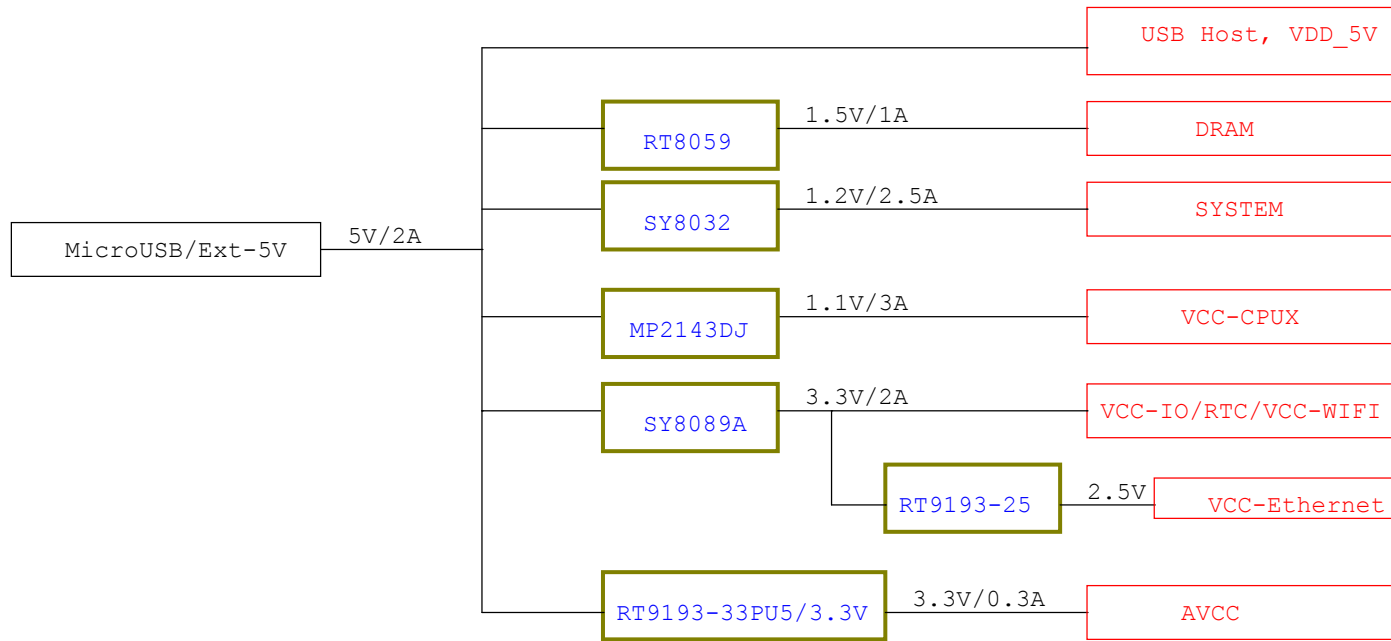 USB Host, VDD_5V
1.5V/1A
RT8059
DRAM
1.2V/2.5A
SY8032
SYSTEM
MicroUSB/Ext-5V
5V/2A
1.1V/3A
MP2143DJ
VCC-CPUX
3.3V/2A
SY8089A
VCC-IO/RTC/VCC-WIFI
RT9193-25
2.5V
VCC-Ethernet
RT9193-33PU5/3.3V
3.3V/0.3A
AVCC